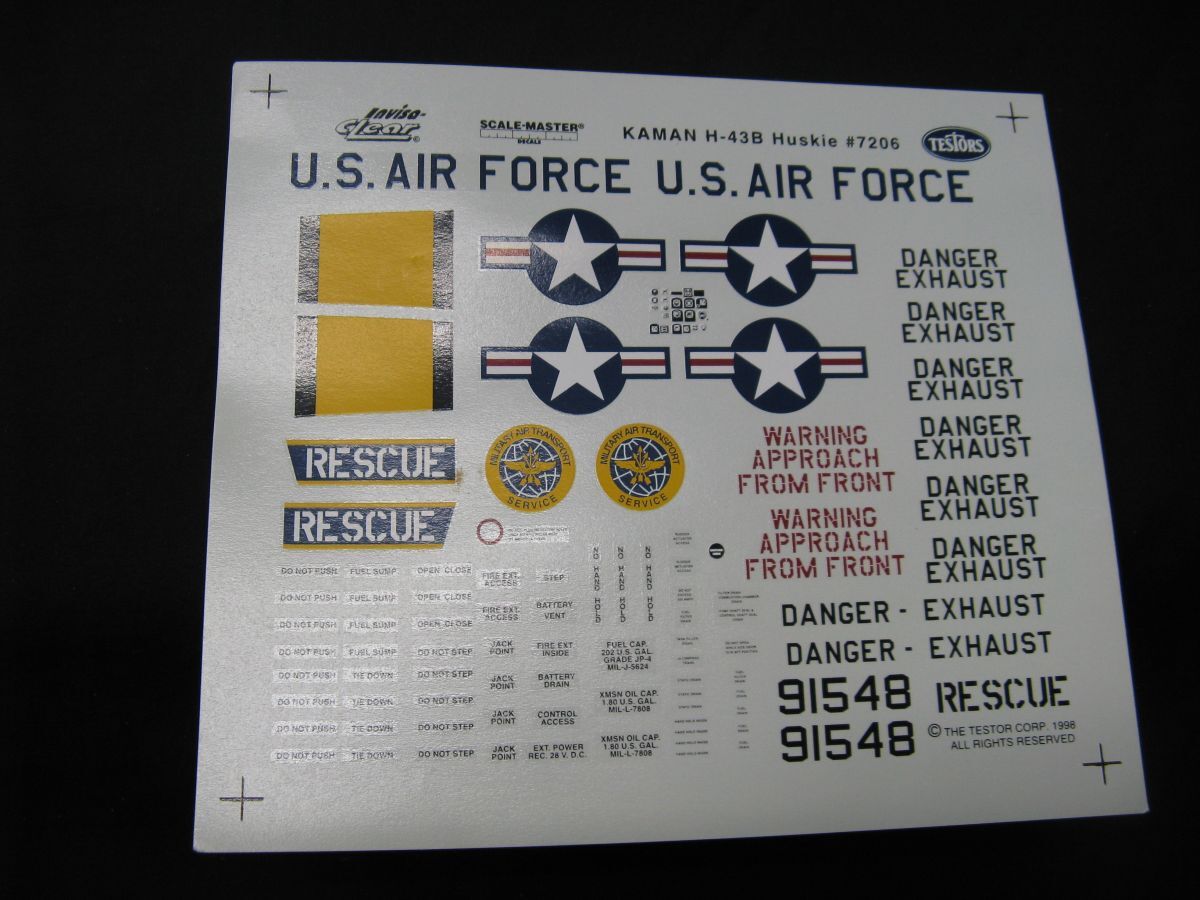 Inviso-
Clear ©
SCALE-MASTER®
DECALS
KAMAN H-43B Huskie #7206
TESTORS
U.S. AIR FORCE U.S. AIR FORCE
DANGER
EXHAUST
DANGER
EXHAUST
DANGER
EXHAUST
DANGER
EXHAUST
DANGER
EXHAUST
DANGER
EXHAUST
RESCUE
RESCUE
MILITARY AIR TRANSPORT
SERVICE
MILITARY AIR TRANSPORT
SERVICE
WARNING
APPROACH
FROM FRONT
WARNING
APPROACH
FROM FRONT
DANGER - EXHAUST
DANGER - EXHAUST
91548
91548
RESCUE
© THE TESTOR CORP. 1998
ALL RIGHTS RESERVED
DO NOT PUSH FUEL SUMP OPEN CLOSE
DO NOT PUSH FUEL SUMP OPEN CLOSE
DO NOT PUSH FUEL SUMP OPEN CLOSE
DO NOT PUSH FUEL SUMP DO NOT STEP
DO NOT PUSH TIE DOWN DO NOT STEP
DO NOT PUSH TIE DOWN DO NOT STEP
DO NOT PUSH TIE DOWN DO NOT STEP
DO NOT PUSH TIE DOWN DO NOT STEP
FIRE EXT.
ACCESS
STEP
FIRE EXT.
ACCESS
BATTERY
VENT
JACK
POINT
FIRE EXT
INSIDE
JACK
POINT
BATTERY
DRAIN
JACK
POINT
CONTROL
ACCESS
JACK
POINT
EXT. POWER
REC. 28 V. D.C.
NO HAND HOLD
NO HAND HOLD
NO HAND HOLD
FUEL CAP.
202 U.S. GAL.
GRADE JP-4
MIL-J-5624
XMSN OIL CAP.
1.80 U.S. GAL.
MIL-L-7808
XMSN OIL CAP.
1.80 U.S. GAL.
MIL-L-7808